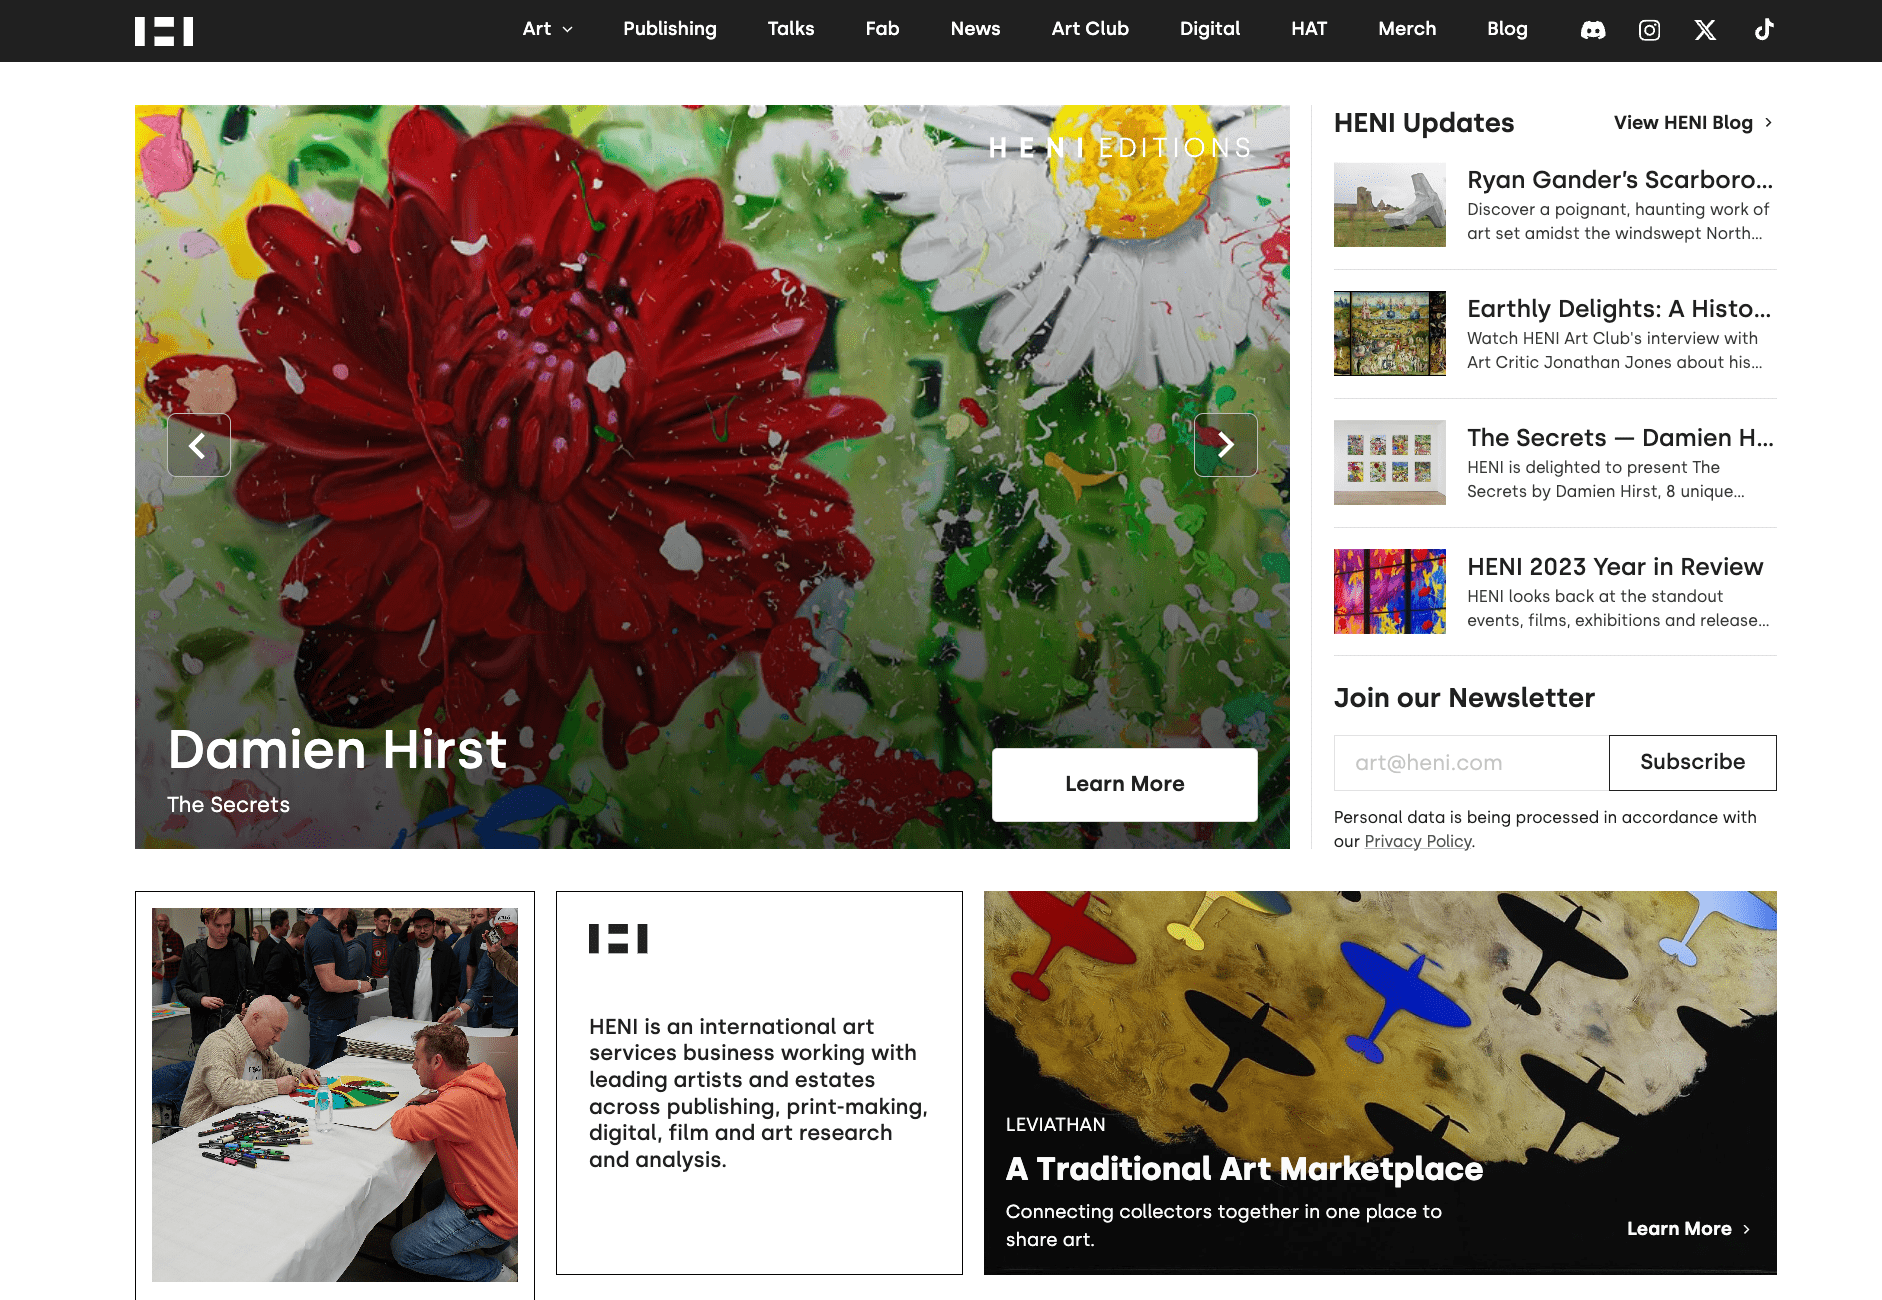 Art
Publishing
Talks
Fab
News
Art Club
Digital
HAT
Merch
Blog
HENI EDITIONS
Damien Hirst
The Secrets
Learn More
HENI Updates
View HENI Blog
Ryan Gander’s Scarboro...
Discover a poignant, haunting work of
art set amidst the windswept North...
Earthly Delights: A Histo...
Watch HENI Art Club's interview with
Art Critic Jonathan Jones about his...
The Secrets — Damien H...
HENI is delighted to present The
Secrets by Damien Hirst, 8 unique...
HENI 2023 Year in Review
HENI looks back at the standout
events, films, exhibitions and release...
Join our Newsletter
art@heni.com
Subscribe
Personal data is being processed in accordance with
our Privacy Policy.
HENI is an international art
services business working with
leading artists and estates
across publishing, print-making,
digital, film and art research
and analysis.
LEVIATHAN
A Traditional Art Marketplace
Connecting collectors together in one place to
share art.
Learn More